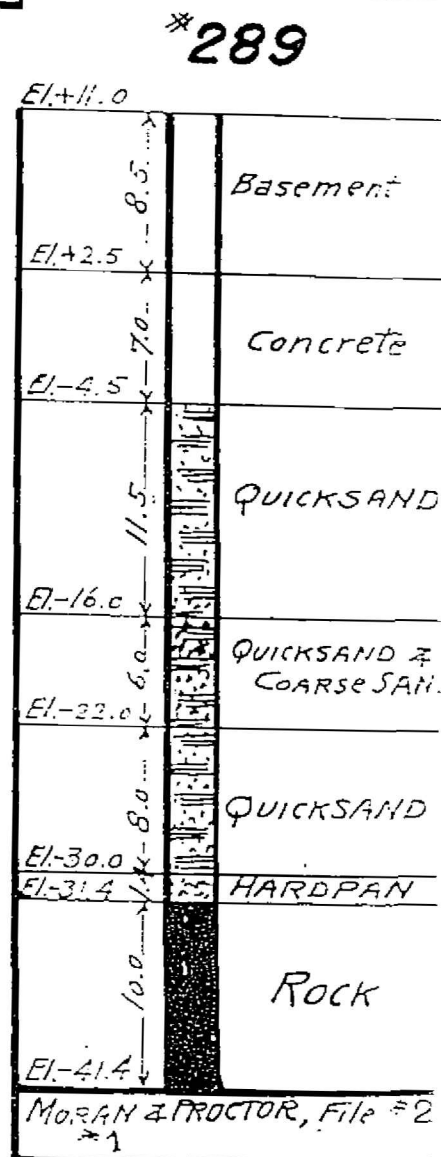 #289
El.+11.0
8.5
Basement
El.+2.5
7.0
Concrete
El.-4.5
11.5
QUICKSAND
El.-16.0
6.0
QUICKSAND &
COARSE SAN.
El.-22.0
8.0
QUICKSAND
El.-30.0
1.4
HARDPAN
El.-31.4
10.0
ROCK
El.-41.4
MORAN & PROCTOR, File #2
#1